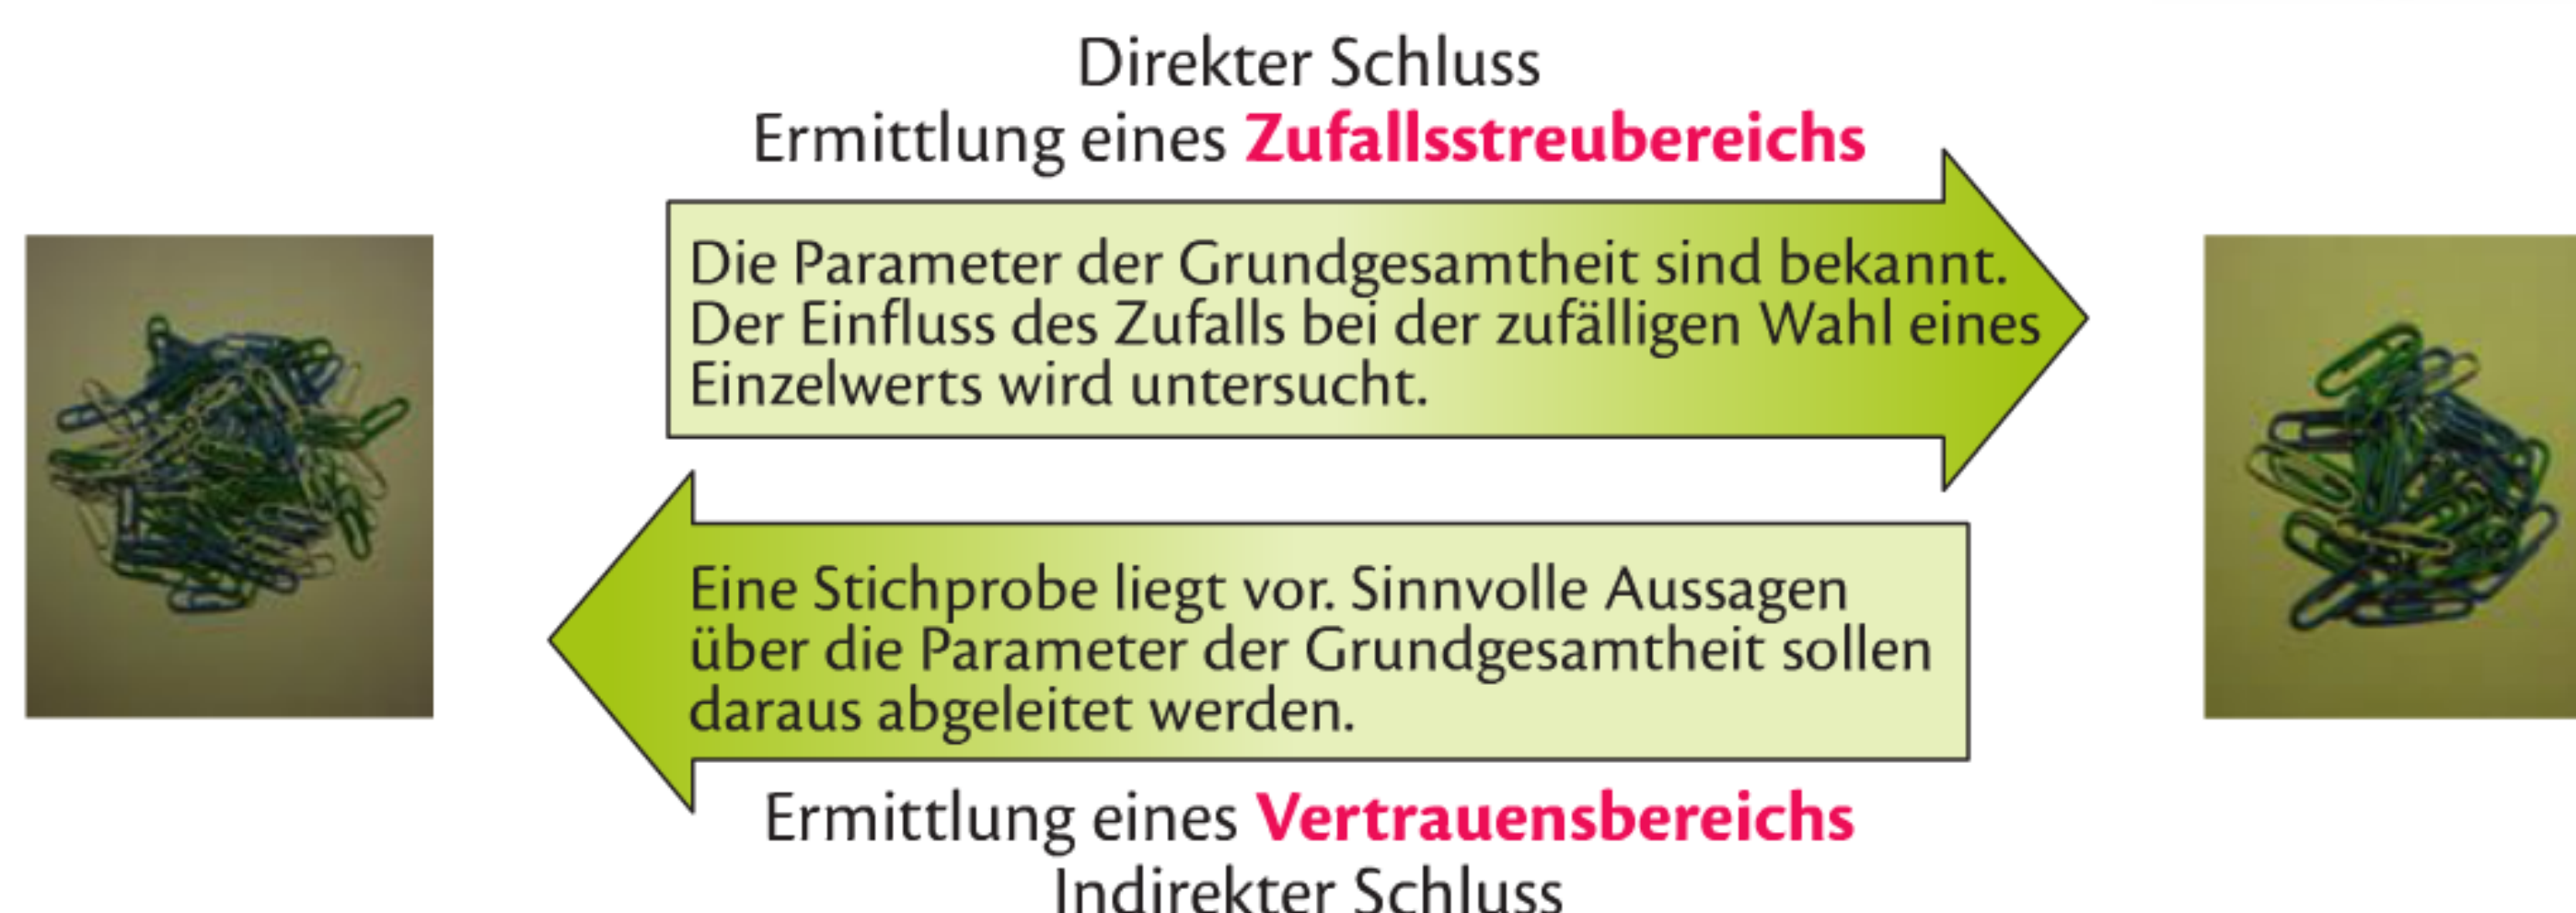 Direkter Schluss
Ermittlung eines Zufallsstreubereichs
Die Parameter der Grundgesamtheit sind bekannt.
Der Einfluss des Zufalls bei der zufälligen Wahl eines
Einzelwerts wird untersucht.
Eine Stichprobe liegt vor. Sinnvolle Aussagen
über die Parameter der Grundgesamtheit sollen
daraus abgeleitet werden.
Ermittlung eines Vertrauensbereichs
Indirekter Schluss